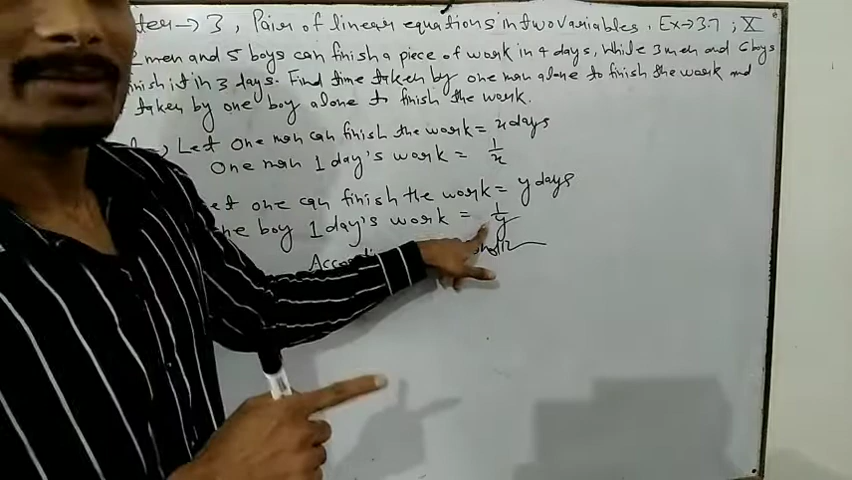 ter → 3, Pair of linear equations in two variables. Ex → 3.7 ; X
2 men and 5 boys can finish a piece of work in 4 days, while 3 men and 6 boys
finish it in 3 days. Find time taken by one man alone to finish the work and
taken by one boy alone to finish the work.
Let one man can finish the work = x days
One man 1 day's work = 1/x
Let one can finish the work = y days
one boy 1 day's work = 1/y